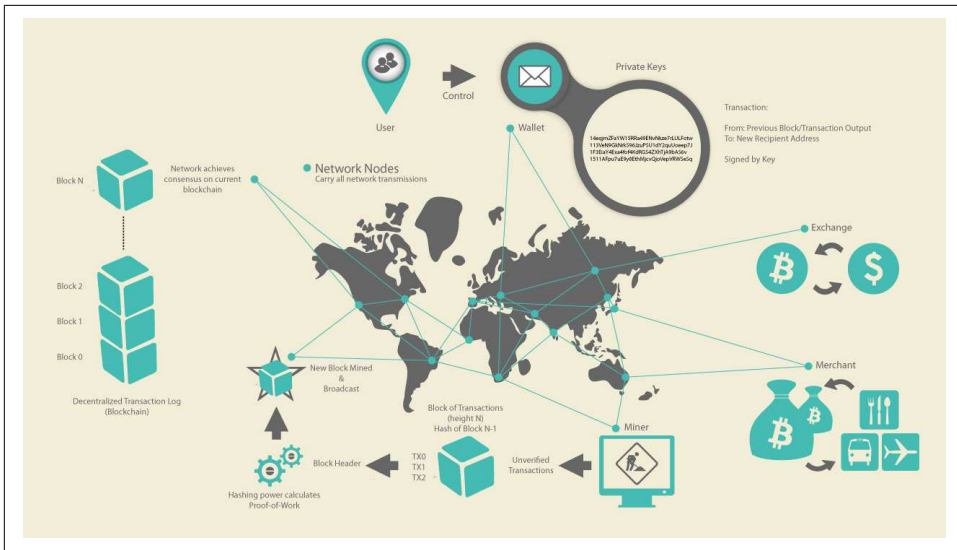 User
Control
Private Keys
Wallet
Transaction:
From: Previous Block/Transaction Output
To: New Recipient Address
Signed by Key
Network Nodes
Carry all network transmissions
Block N
Network achieves
consensus on current
blockchain
Exchange
Block 2
Block 1
Block 0
Decentralized Transaction Log
(Blockchain)
New Block Mined
&
Broadcast
Merchant
Block of Transactions
(height N)
Hash of Block N-1
Miner
TX0
TX1
TX2
Block Header
Unverified
Transactions
Hashing power calculates
Proof-of-Work